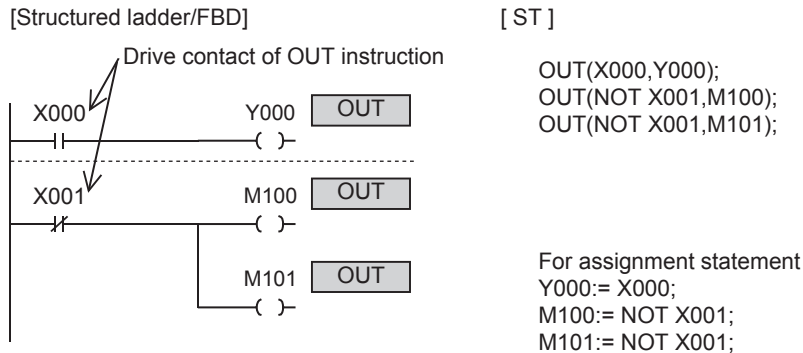 [Structured ladder/FBD]
Drive contact of OUT instruction
X000
Y000
OUT
X001
M100
OUT
M101
OUT
[ ST ]
OUT(X000,Y000);
OUT(NOT X001,M100);
OUT(NOT X001,M101);
For assignment statement
Y000:= X000;
M100:= NOT X001;
M101:= NOT X001;